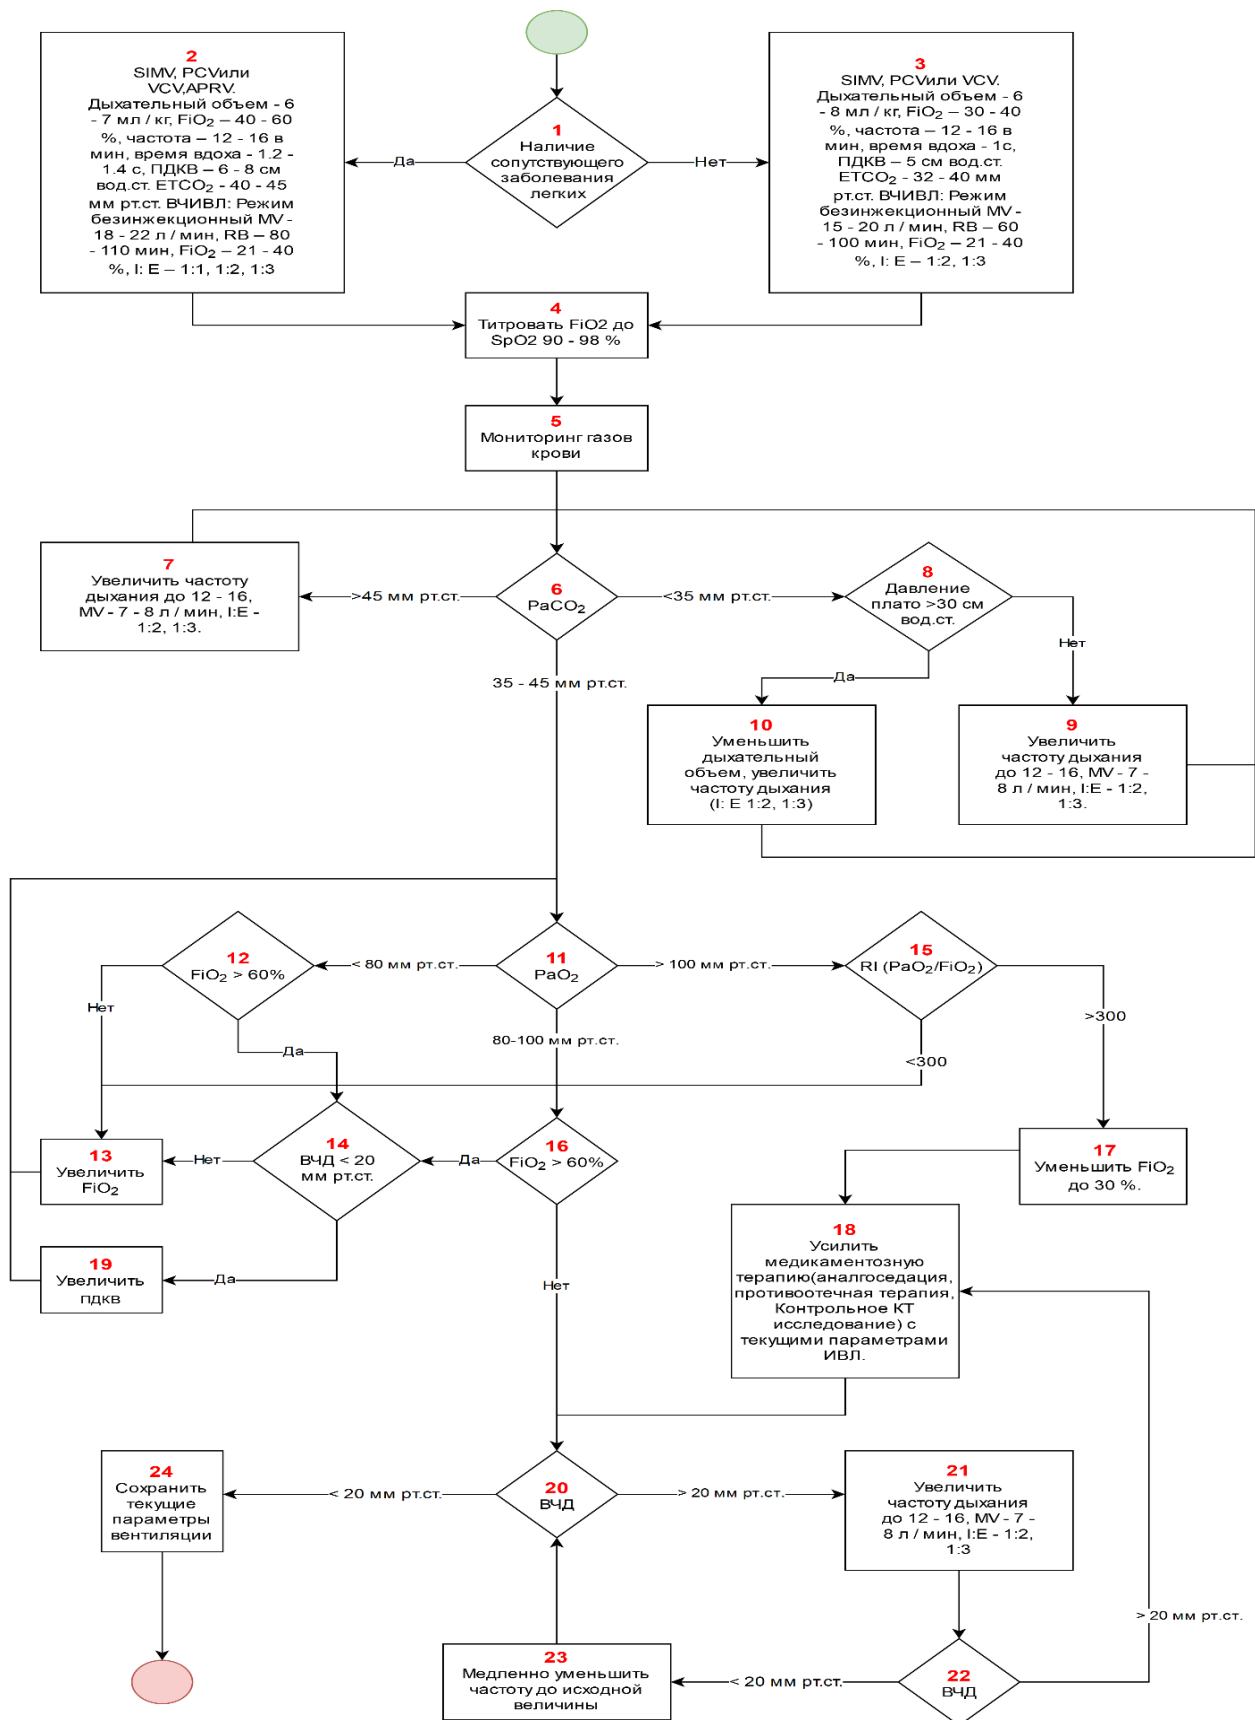 2
SIMV, PCVили
VCV,APRV.
Дыхательный объем - 6
- 7 мл / кг, FiO₂ – 40 - 60
%, частота – 12 - 16 в
мин, время вдоха - 1.2 -
1.4 с, ПДКВ – 6 - 8 см
вод.ст. ETCO₂ - 40 - 45
мм рт.ст. ВЧИВЛ: Режим
безинжекционный MV -
18 - 22 л / мин, RB – 80
- 110 мин, FiO₂ – 21 - 40
%, I: E – 1:1, 1:2, 1:3
Да
1
Наличие
сопутствующего
заболевания
легких
Нет
3
SIMV, PCVили VCV.
Дыхательный объем - 6
- 8 мл / кг, FiO₂ – 30 - 40
%, частота – 12 - 16 в
мин, время вдоха - 1с,
ПДКВ – 5 см вод.ст.
ETCO₂ - 32 - 40 мм
рт.ст. ВЧИВЛ: Режим
безинжекционный MV -
15 - 20 л / мин, RB – 60
- 100 мин, FiO₂ – 21 - 40
%, I: E – 1:2, 1:3
4
Титровать FiO2 до
SpO2 90 - 98 %
5
Мониторинг газов
крови
7
Увеличить частоту
дыхания до 12 - 16,
MV - 7 - 8 л / мин, I:E -
1:2, 1:3.
>45 мм рт.ст.
6
PaCO₂
<35 мм рт.ст.
8
Давление
плато >30 см
вод.ст.
Нет
Да
35 - 45 мм рт.ст.
10
Уменьшить
дыхательный
объем, увеличить
частоту дыхания
(I: E 1:2, 1:3)
9
Увеличить
частоту дыхания
до 12 - 16, MV - 7 -
8 л / мин, I:E - 1:2,
1:3.
12
FiO₂ > 60%
< 80 мм рт.ст.
11
PaO₂
> 100 мм рт.ст.
15
RI (PaO₂/FiO₂)
Нет
>300
80-100 мм рт.ст.
Да
<300
13
Увеличить
FiO₂
Нет
14
ВЧД < 20
мм рт.ст.
Да
16
FiO₂ > 60%
17
Уменьшить FiO₂
до 30 %.
19
Увеличить
пдкв
Да
Нет
18
Усилить
медикаментозную
терапию(аналгоседация,
противоотечная терапия,
Контрольное КТ
исследование) с
текущими параметрами
ИВЛ.
24
Сохранить
текущие
параметры
вентиляции
< 20 мм рт.ст.
20
ВЧД
> 20 мм рт.ст.
21
Увеличить
частоту дыхания
до 12 - 16, MV - 7 -
8 л / мин, I:E - 1:2,
1:3
> 20 мм рт.ст.
23
Медленно уменьшить
частоту до исходной
величины
< 20 мм рт.ст.
22
ВЧД